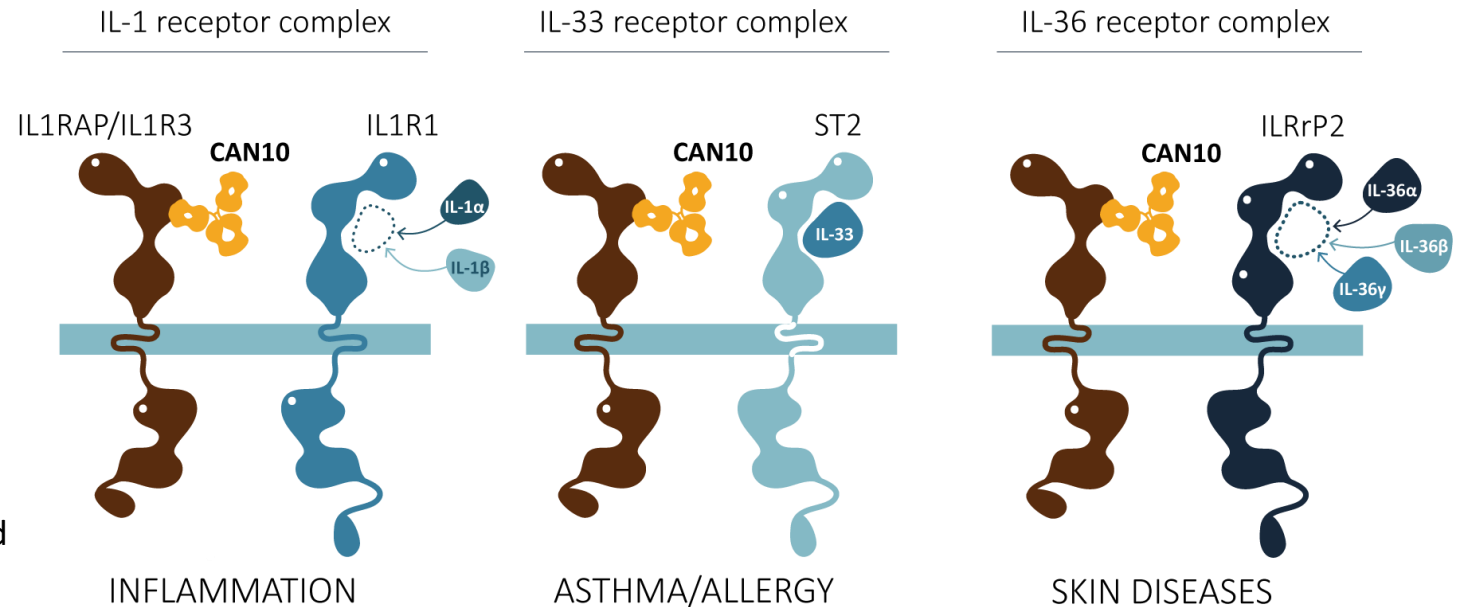 IL-1 receptor complex
IL-33 receptor complex
IL-36 receptor complex
IL1RAP/IL1R3
IL1R1
CAN10
ST2
CAN10
ILRrP2
CAN10
IL-1α
IL-1β
IL-33
IL-36α
IL-36β
IL-36γ
d
INFLAMMATION
ASTHMA/ALLERGY
SKIN DISEASES